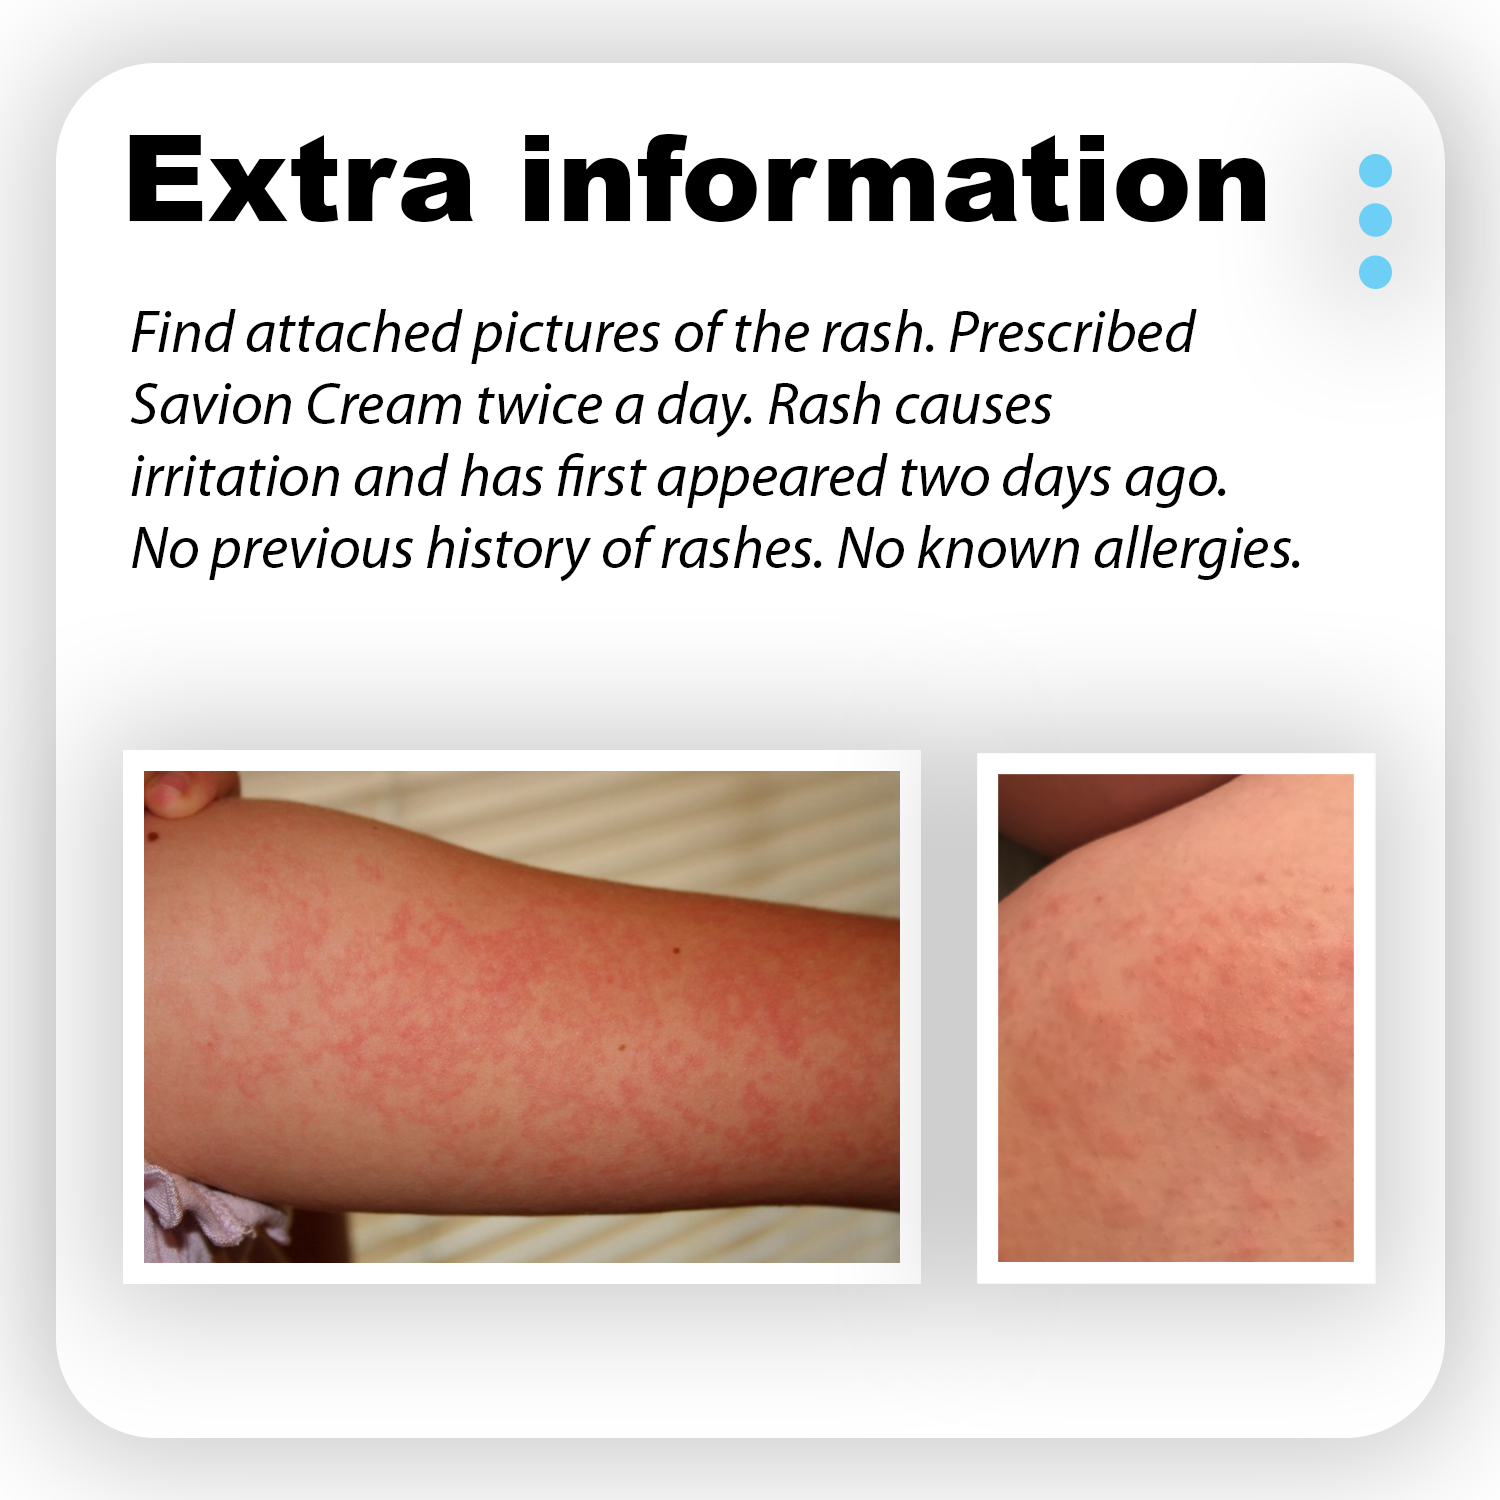 Extra information
Find attached pictures of the rash. Prescribed
Savion Cream twice a day. Rash causes
irritation and has first appeared two days ago.
No previous history of rashes. No known allergies.